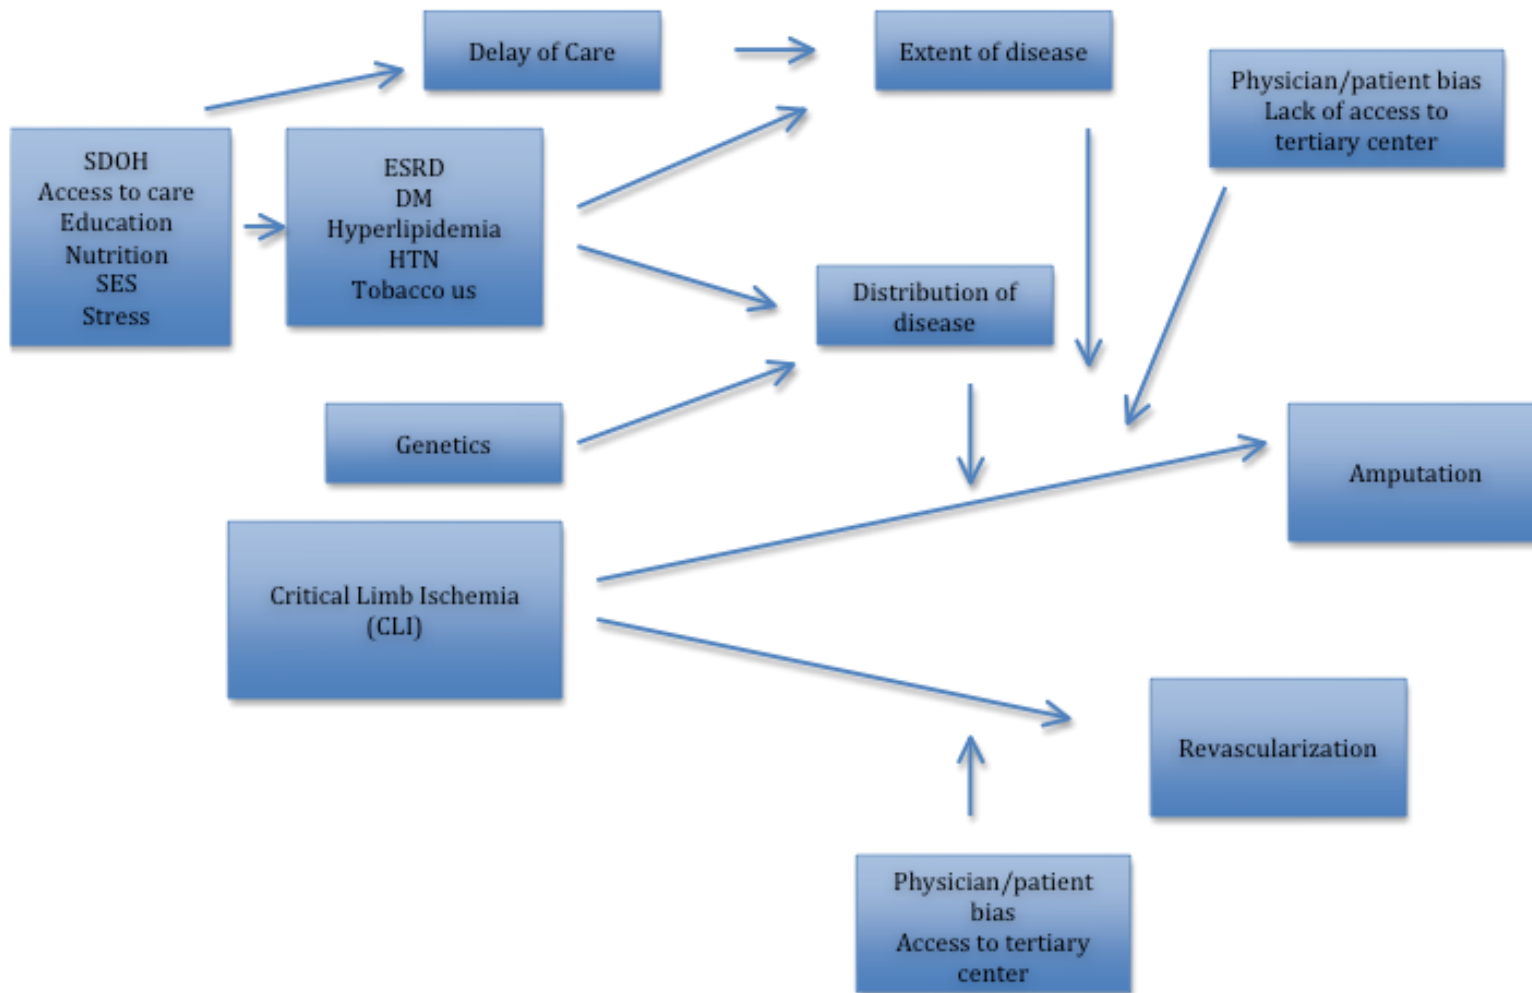 Delay of Care
Extent of disease
Physician/patient bias
Lack of access to
tertiary center
SDOH
Access to care
Education
Nutrition
SES
Stress
ESRD
DM
Hyperlipidemia
HTN
Tobacco us
Distribution of
disease
Genetics
Amputation
Critical Limb Ischemia
(CLI)
Revascularization
Physician/patient
bias
Access to tertiary
center